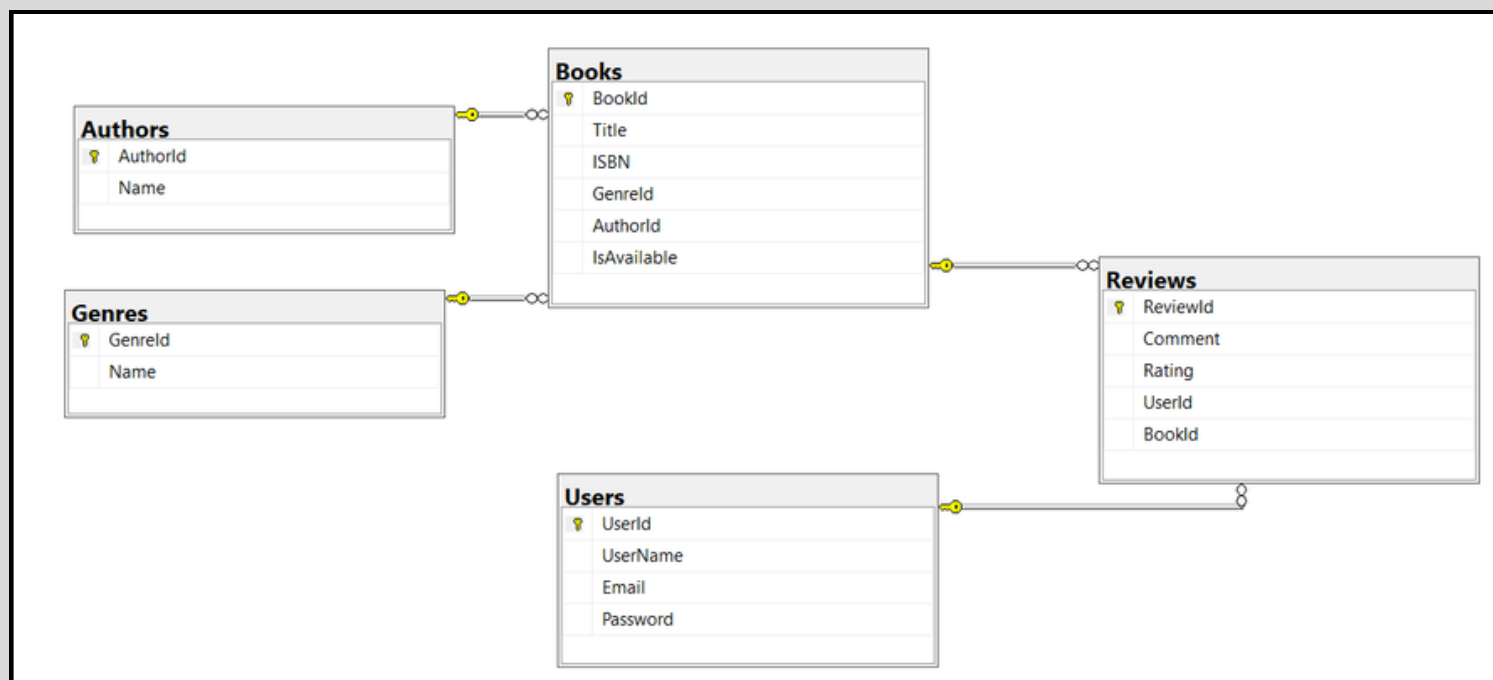 Authors
AuthorId
Name
Genres
GenreId
Name
Books
BookId
Title
ISBN
GenreId
AuthorId
IsAvailable
Reviews
ReviewId
Comment
Rating
UserId
BookId
Users
UserId
UserName
Email
Password